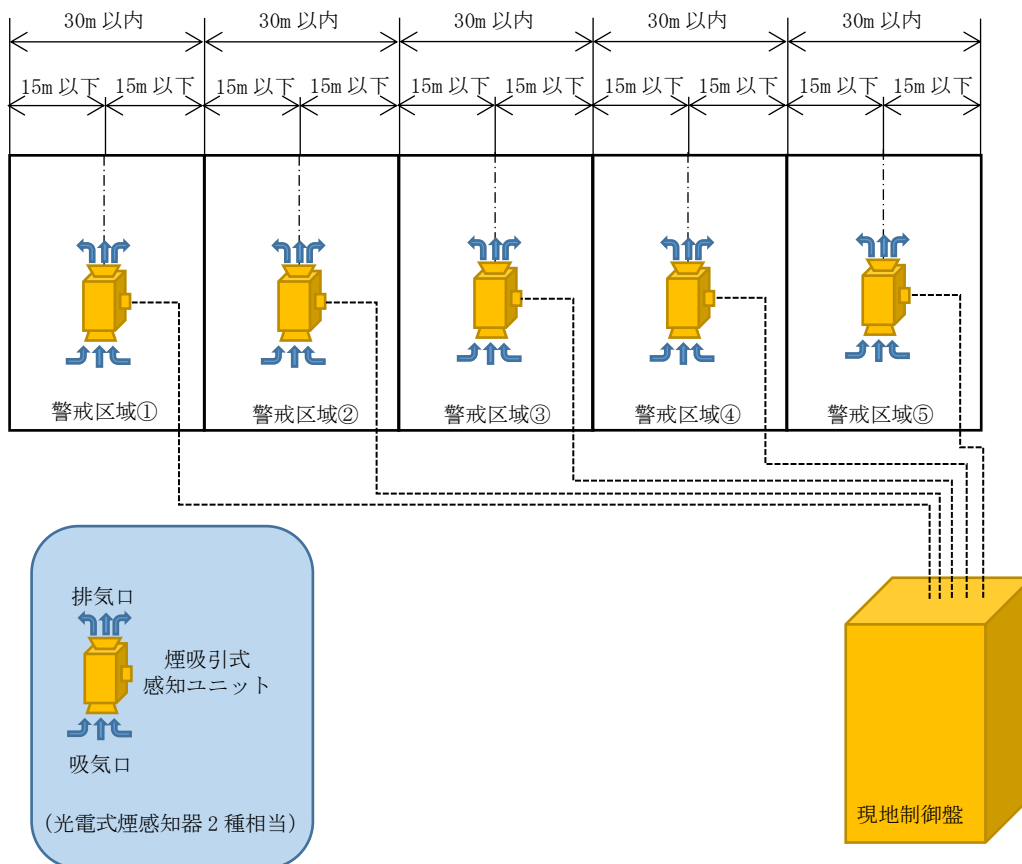 30m 以内
30m 以内
30m 以内
30m 以内
30m 以内
15m 以下
15m 以下
15m 以下
15m 以下
15m 以下
15m 以下
15m 以下
15m 以下
15m 以下
15m 以下
警戒区域①
警戒区域②
警戒区域③
警戒区域④
警戒区域⑤
排気口
煙吸引式
感知ユニット
吸気口
(光電式煙感知器 2 種相当)
現地制御盤